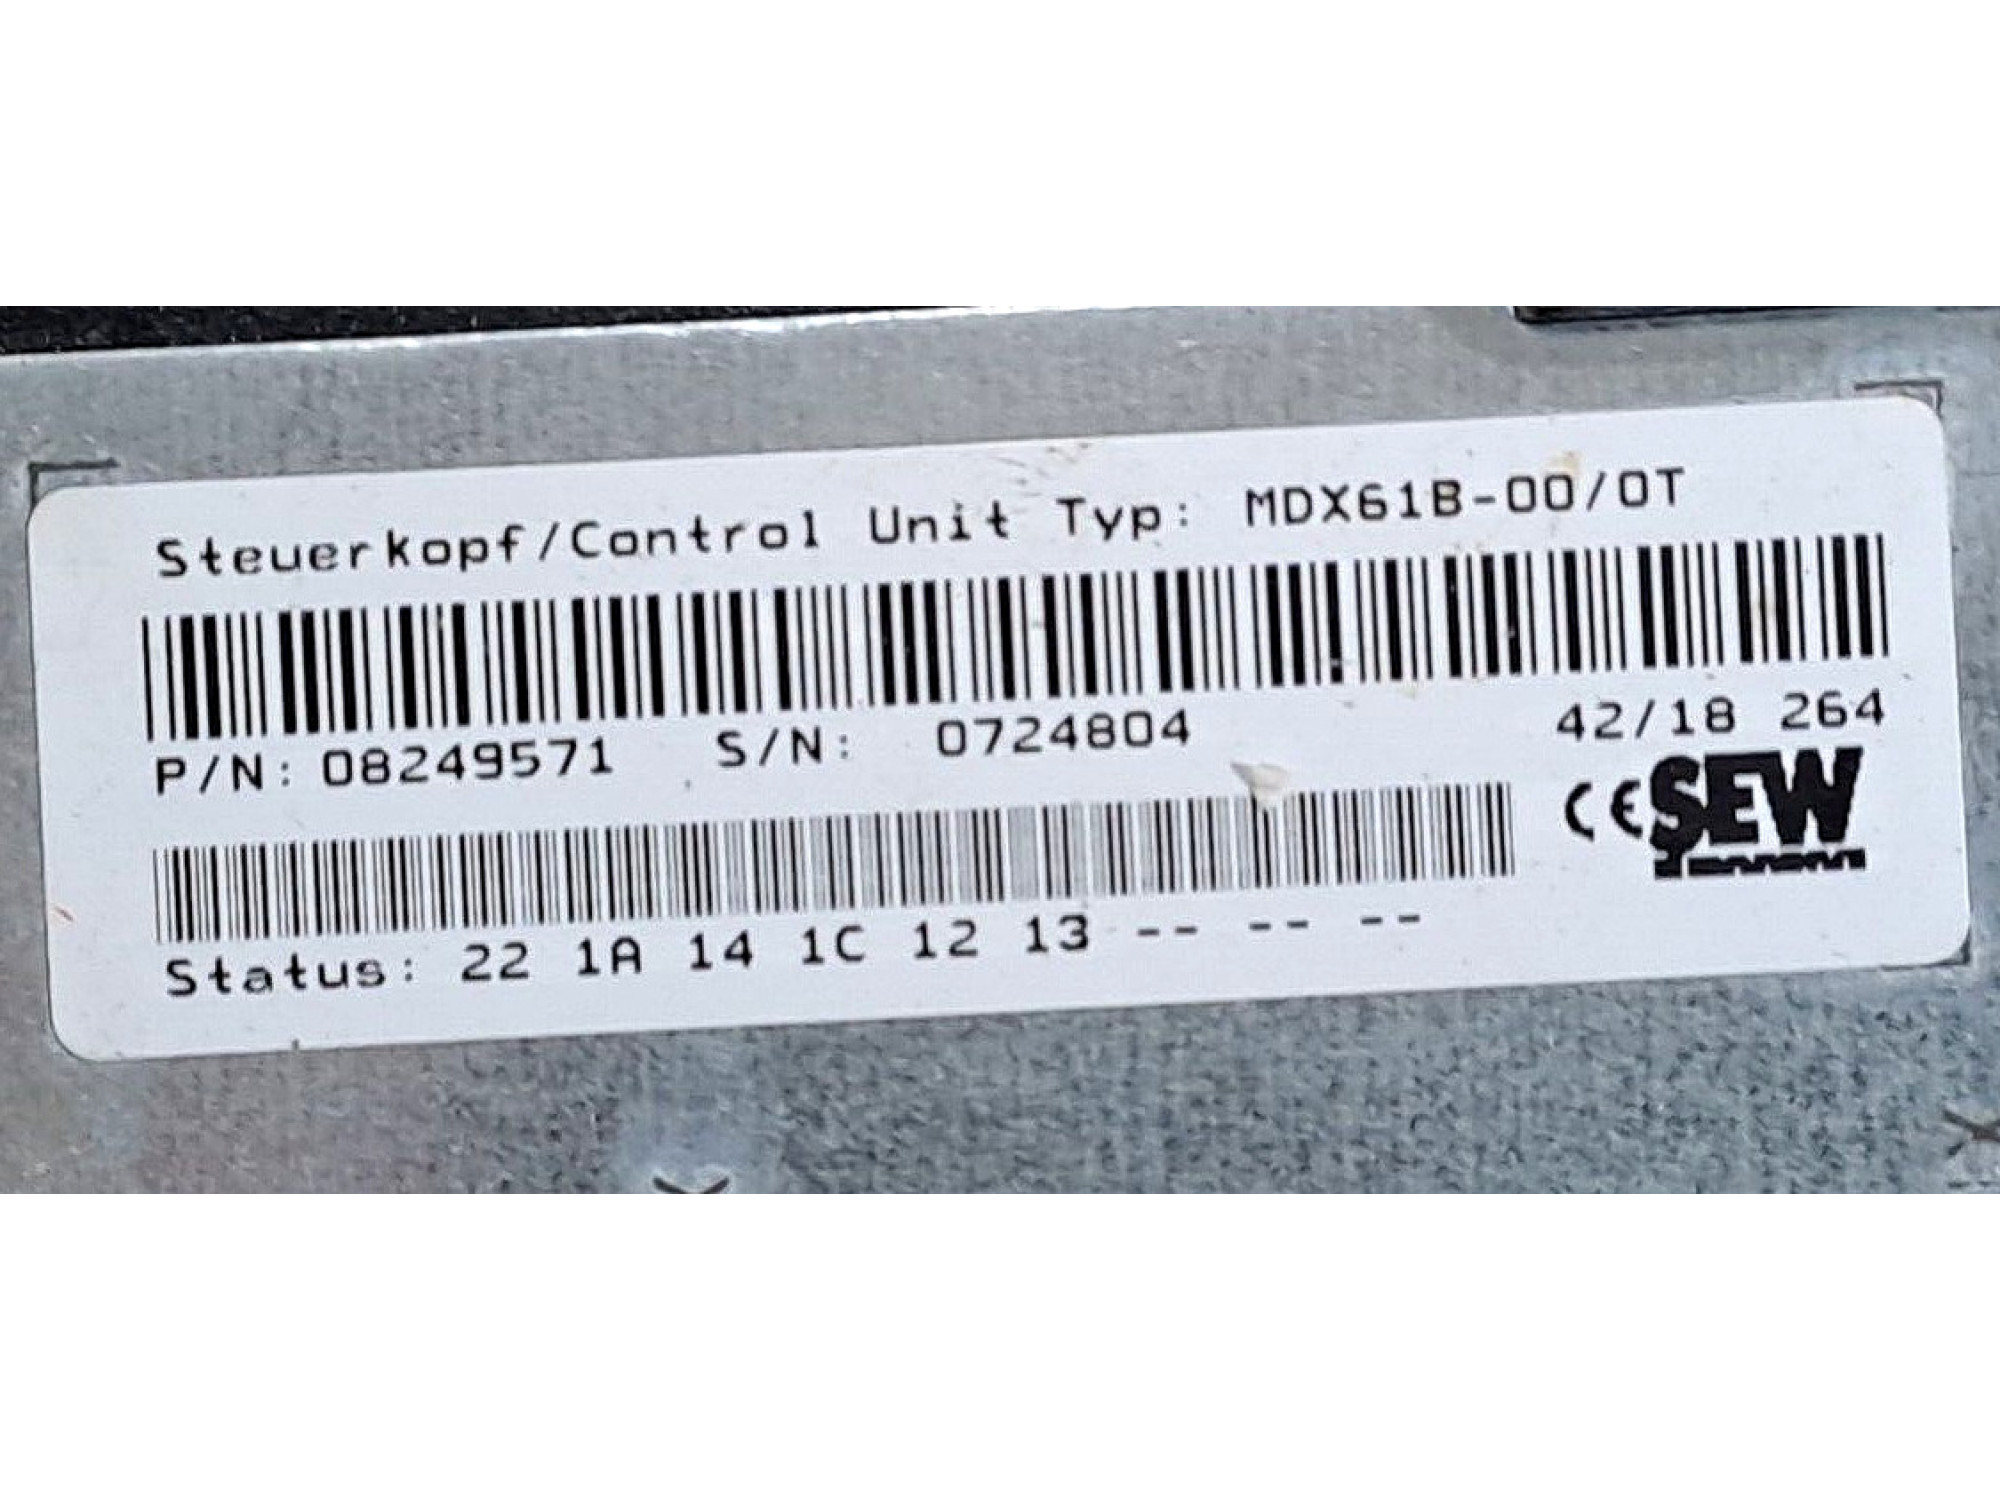 Steuerkopf/Control Unit Typ: MDX61B-00/0T
P/N: 08249571 S/N: 0724804 42/18 264
CE SEW
Status: 22 1A 14 1C 12 13 -- -- --